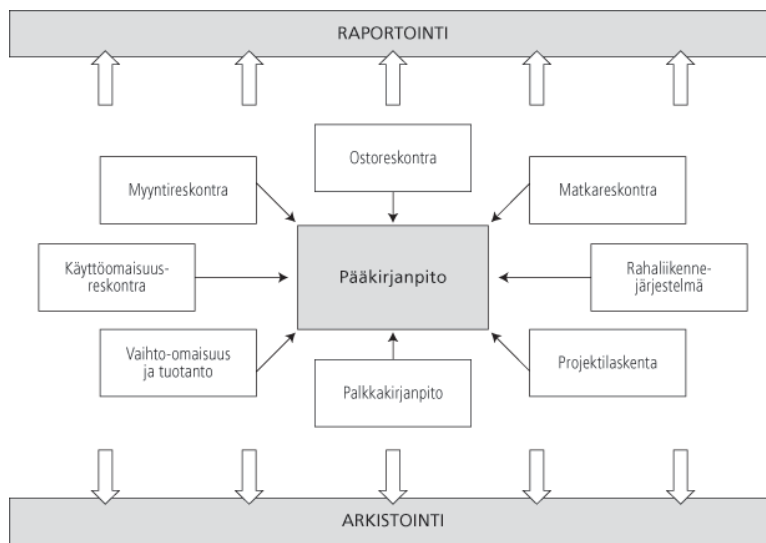 RAPORTOINTI
Ostoreskontra
Myyntireskontra
Matkareskontra
Käyttöomaisuus-
reskontra
Pääkirjanpito
Rahaliikenne-
järjestelmä
Vaihto-omaisuus
ja tuotanto
Palkkakirjanpito
Projektilaskenta
ARKISTOINTI